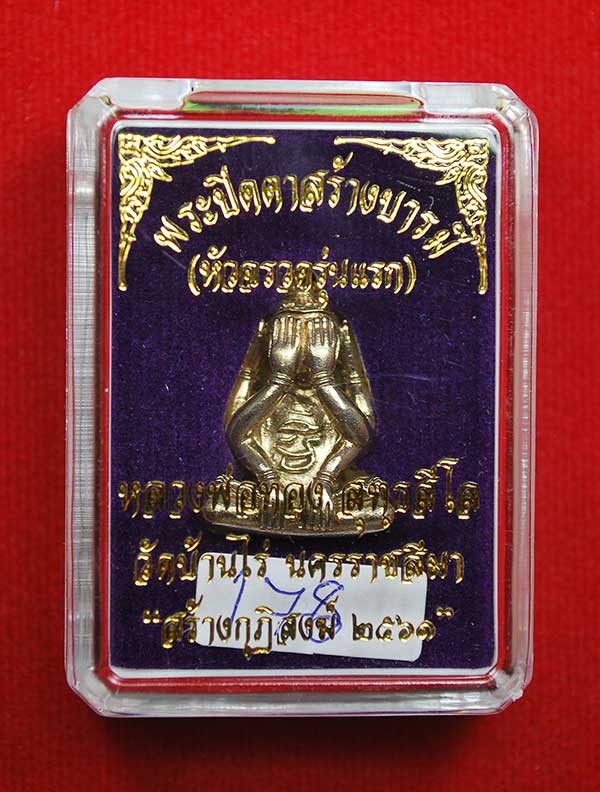 พระปิดตาสร้างบารมี
(หัวจรวดรุ่นแรก)
หลวงพ่อทอง สุทฺธสีโล
วัดบ้านไร่ นครราชสีมา
178
"สร้างกุฏิสงฆ์ ๒๕๖๑"